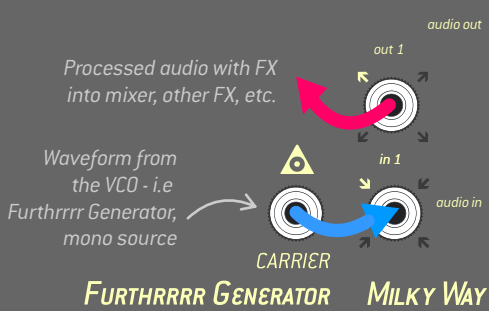 audio out
out 1
Processed audio with FX
into mixer, other FX, etc.
Waveform from
the VCO - i.e
Furthrrrr Generator,
mono source
in 1
audio in
CARRIER
FURTHRRRR GENERATOR
MILKY WAY